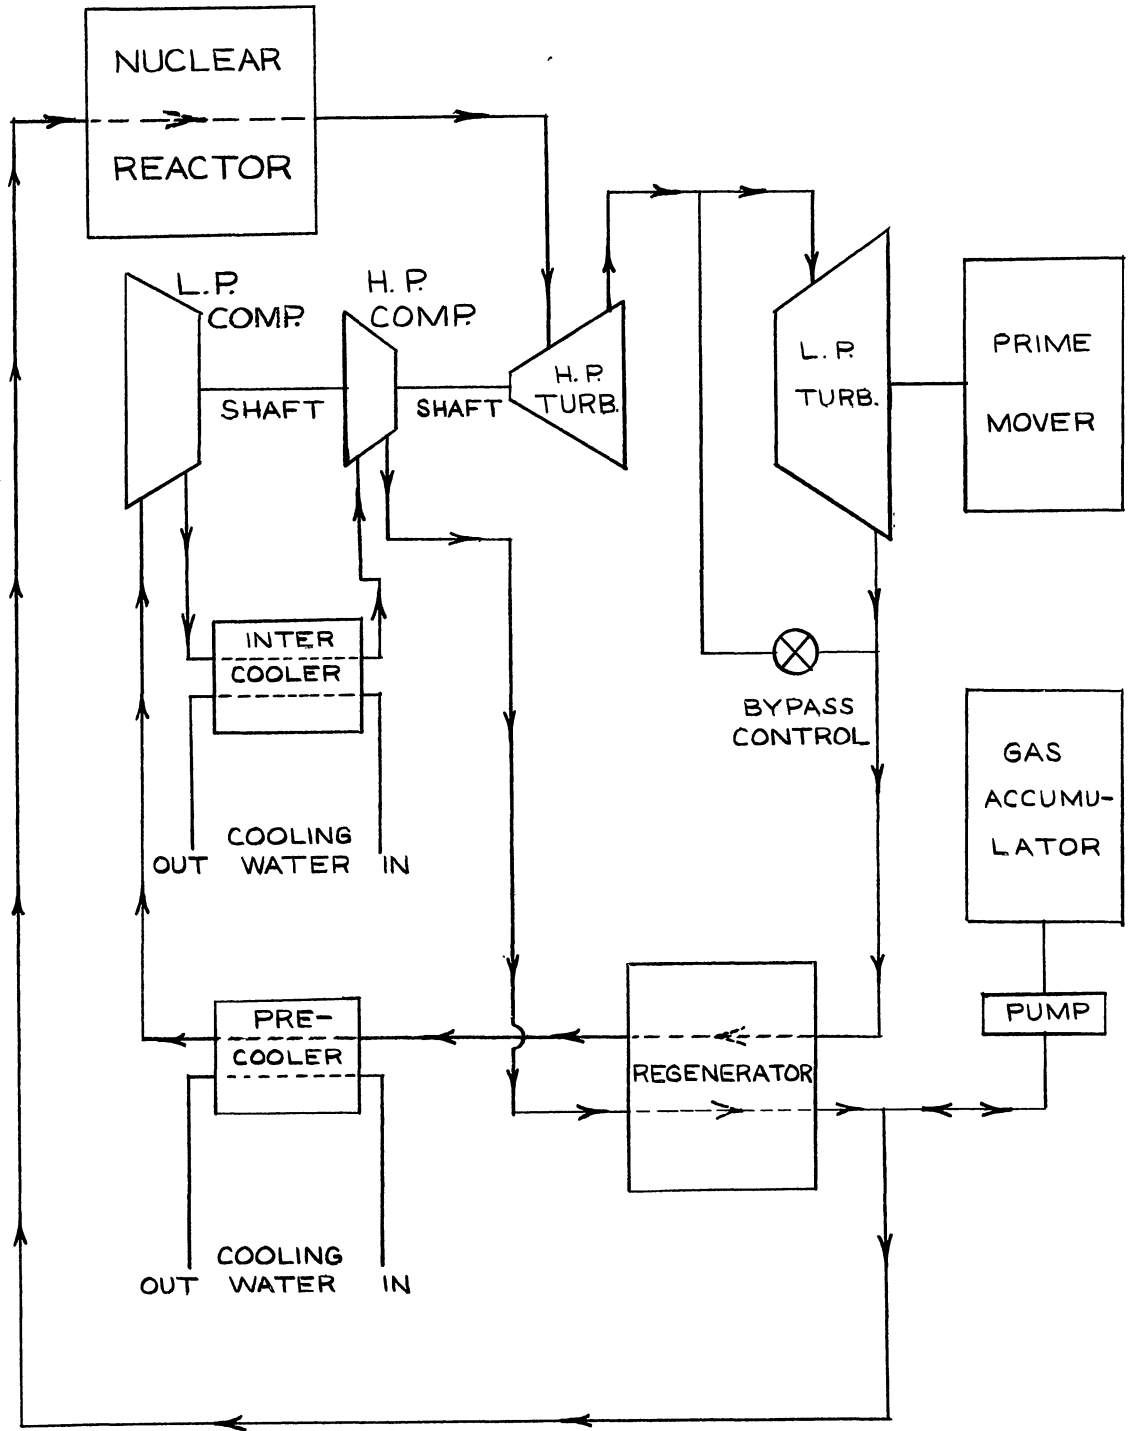 NUCLEAR
REACTOR
L.P.
COMP.
H.P.
COMP.
SHAFT
SHAFT
H.P.
TURB.
L.P.
TURB.
PRIME
MOVER
INTER
COOLER
BYPASS
CONTROL
GAS
ACCUMU-
LATOR
COOLING
OUT WATER IN
PUMP
PRE-
COOLER
REGENERATOR
COOLING
OUT WATER IN